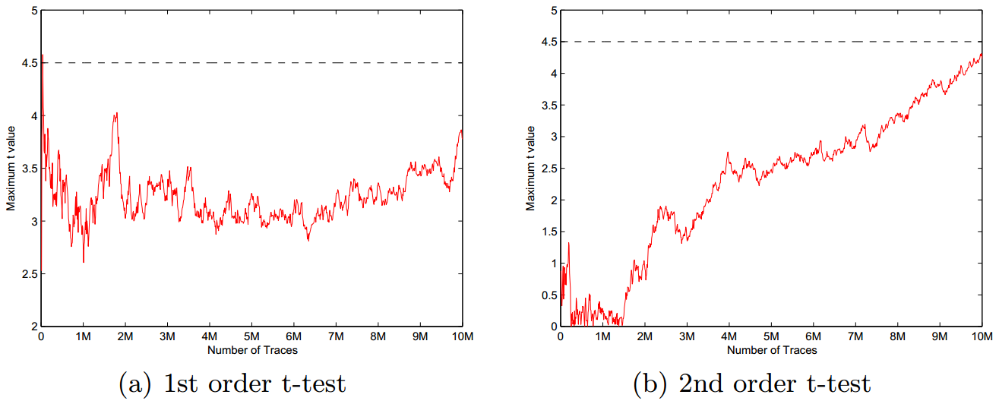 5
4.5
4
3.5
3
2.5
2
Maximum t value
0 1M 2M 3M 4M 5M 6M 7M 8M 9M 10M
Number of Traces
(a) 1st order t-test
5
4.5
4
3.5
3
2.5
2
1.5
1
0.5
0
Maximum t value
0 1M 2M 3M 4M 5M 6M 7M 8M 9M 10M
Number of Traces
(b) 2nd order t-test